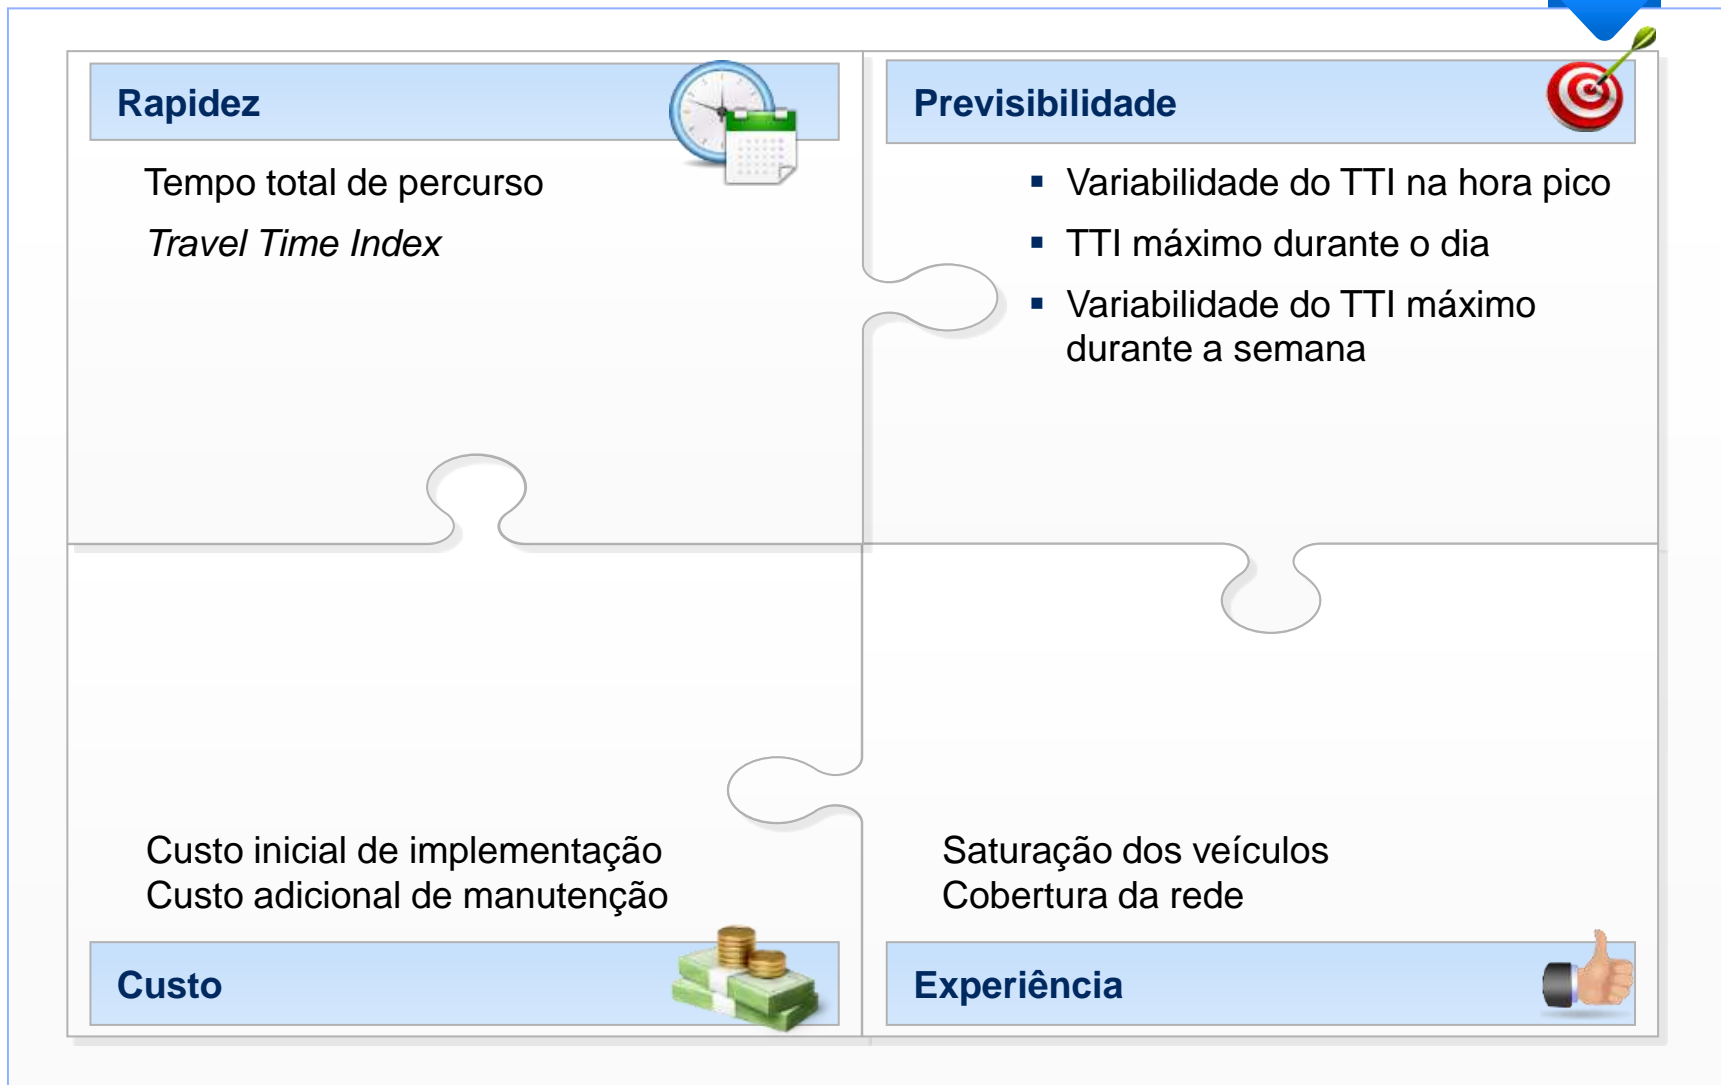 Rapidez
Tempo total de percurso
Travel Time Index
Previsibilidade
▪ Variabilidade do TTI na hora pico
▪ TTI máximo durante o dia
▪ Variabilidade do TTI máximo
durante a semana
Custo inicial de implementação
Custo adicional de manutenção
Custo
Saturação dos veículos
Cobertura da rede
Experiência